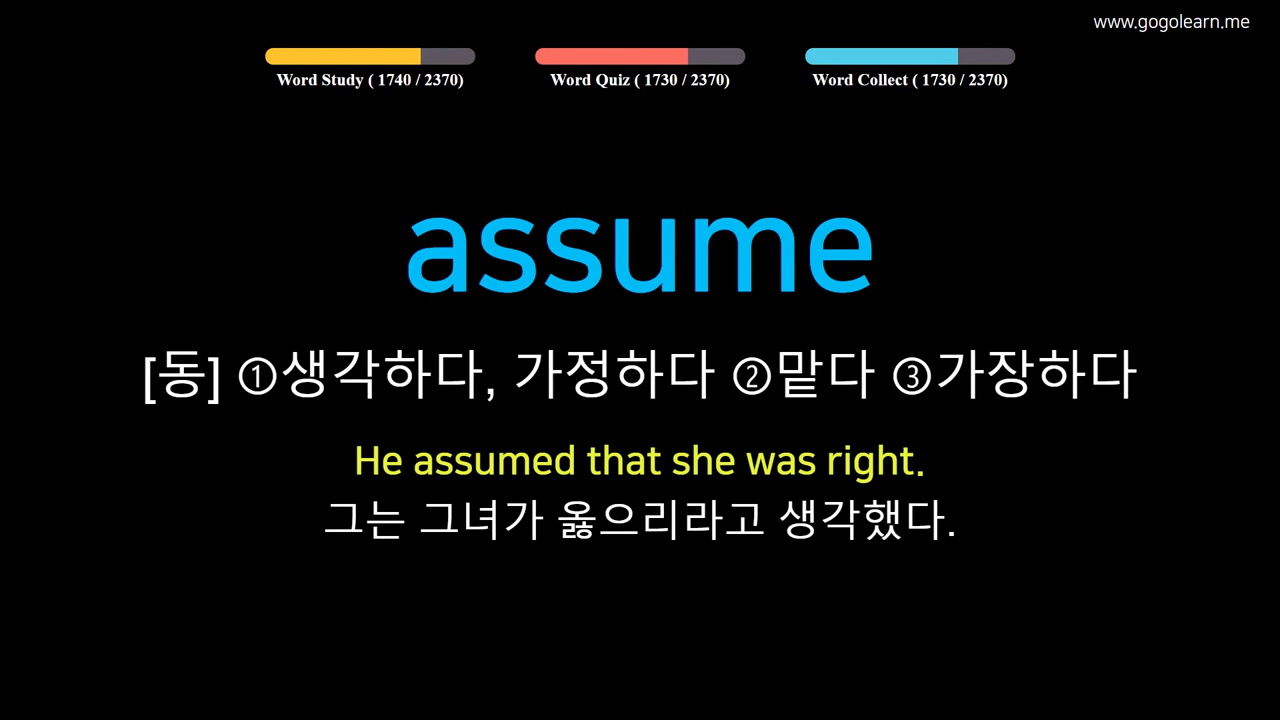 www.gogolearn.me
Word Study ( 1740 / 2370)
Word Quiz ( 1730 / 2370)
Word Collect ( 1730 / 2370)
assume
[동] ①생각하다, 가정하다 ②맡다 ③가장하다
He assumed that she was right.
그는 그녀가 옳으리라고 생각했다.